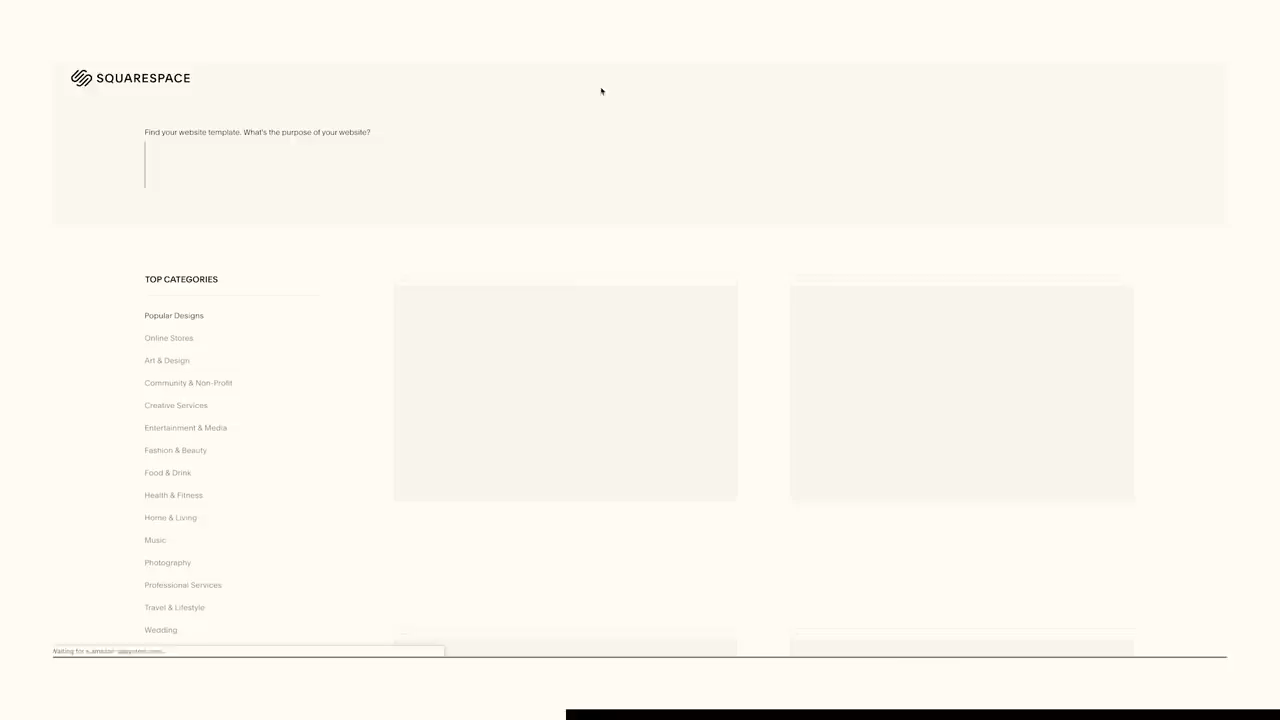 SQUARESPACE
Find your website template. What's the purpose of your website?
TOP CATEGORIES
Popular Designs
Online Stores
Art & Design
Community & Non-Profit
Creative Services
Entertainment & Media
Fashion & Beauty
Food & Drink
Health & Fitness
Home & Living
Music
Photography
Professional Services
Travel & Lifestyle
Wedding
Waiting for